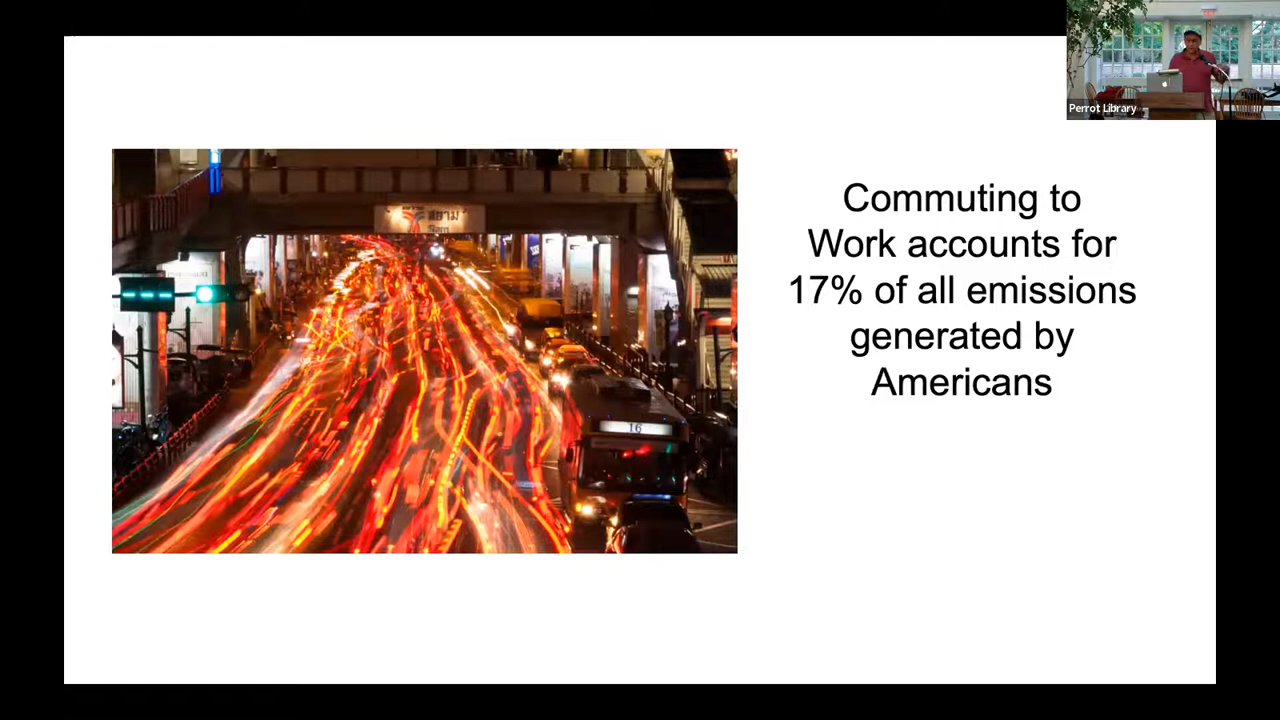 Perrot Library
Commuting to
Work accounts for
17% of all emissions
generated by
Americans
สยาม
Siam
16